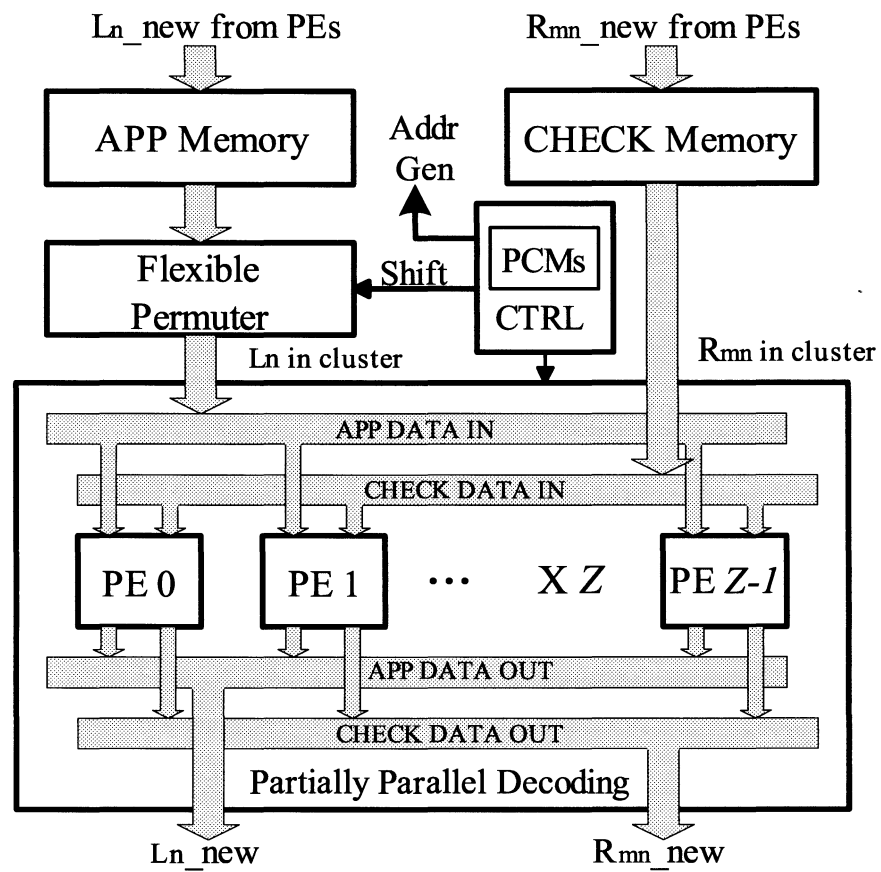 Ln_new from PEs
Rmn_new from PEs
APP Memory
CHECK Memory
Addr
Gen
Flexible
Permuter
Shift
PCMs
CTRL
Ln in cluster
Rmn in cluster
APP DATA IN
CHECK DATA IN
PE 0
PE 1
... X Z
PE Z-1
APP DATA OUT
CHECK DATA OUT
Partially Parallel Decoding
Ln_new
Rmn_new